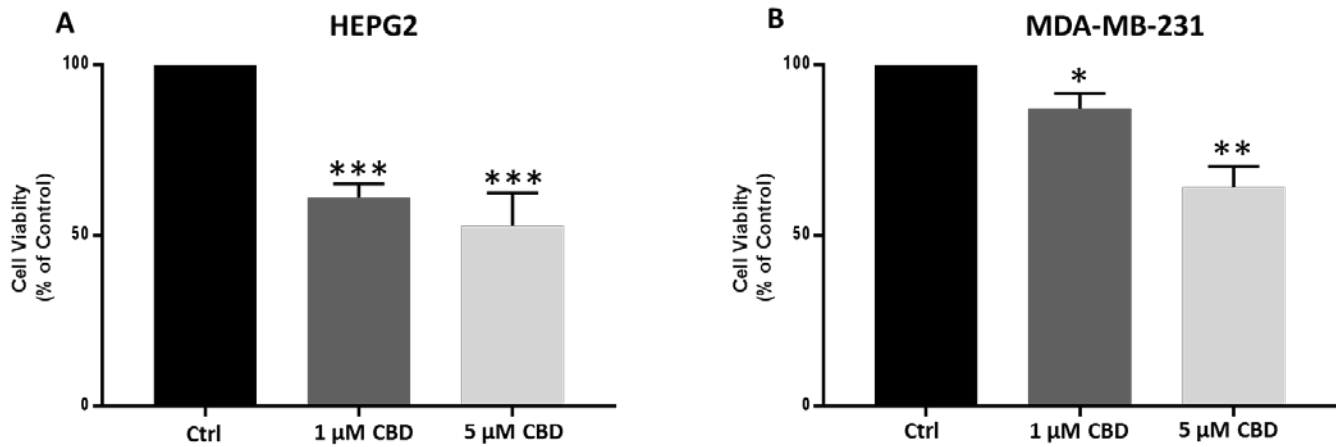 A
HEPG2
100
50
0
Cell Viabilty
(% of Control)
***
***
Ctrl
1 µM CBD
5 µM CBD
B
MDA-MB-231
100
50
0
Cell Viability
(% of Control)
*
**
Ctrl
1 µM CBD
5 µM CBD